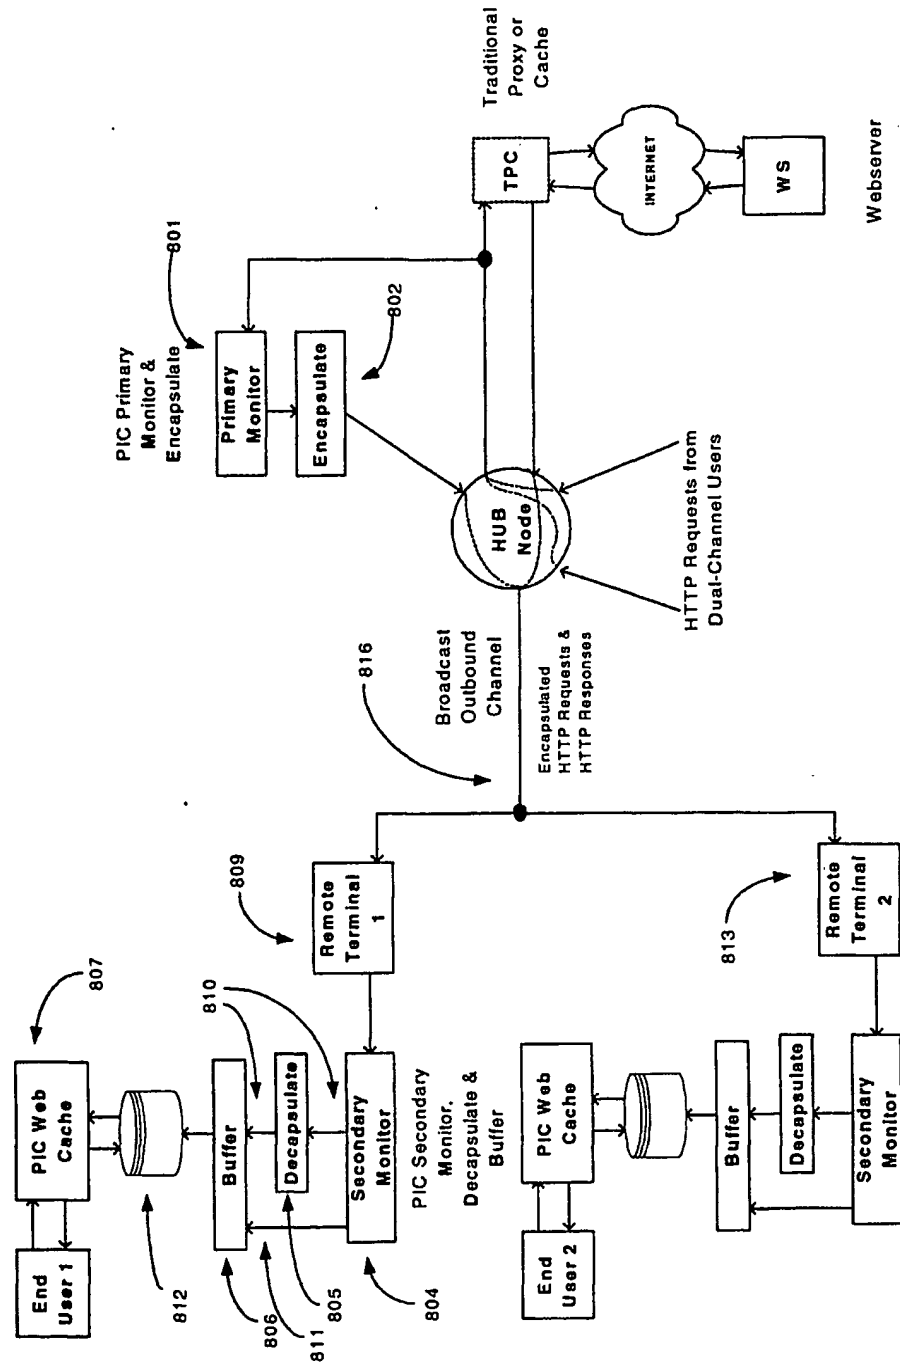 807
PIC Web
Cache
End
User 1
812
Buffer
806
811
810
Decapsulate
805
Secondary
Monitor
804
809
Remote
Terminal
1
PIC Secondary
Monitor.
Decapsulate &
Buffer
PIC Primary
Monitor &
Encapsulate
801
Primary
Monitor
Encapsulate
802
816
Broadcast
Outbound
Channel
Encapsulated
HTTP Requests &
HTTP Responses
HUB
Node
HTTP Requests from
Dual-Channel Users
Traditional
Proxy or
Cache
TPC
INTERNET
WS
Webserver
PIC Web
Cache
End
User 2
Buffer
Decapsulate
Secondary
Monitor
813
Remote
Terminal
2